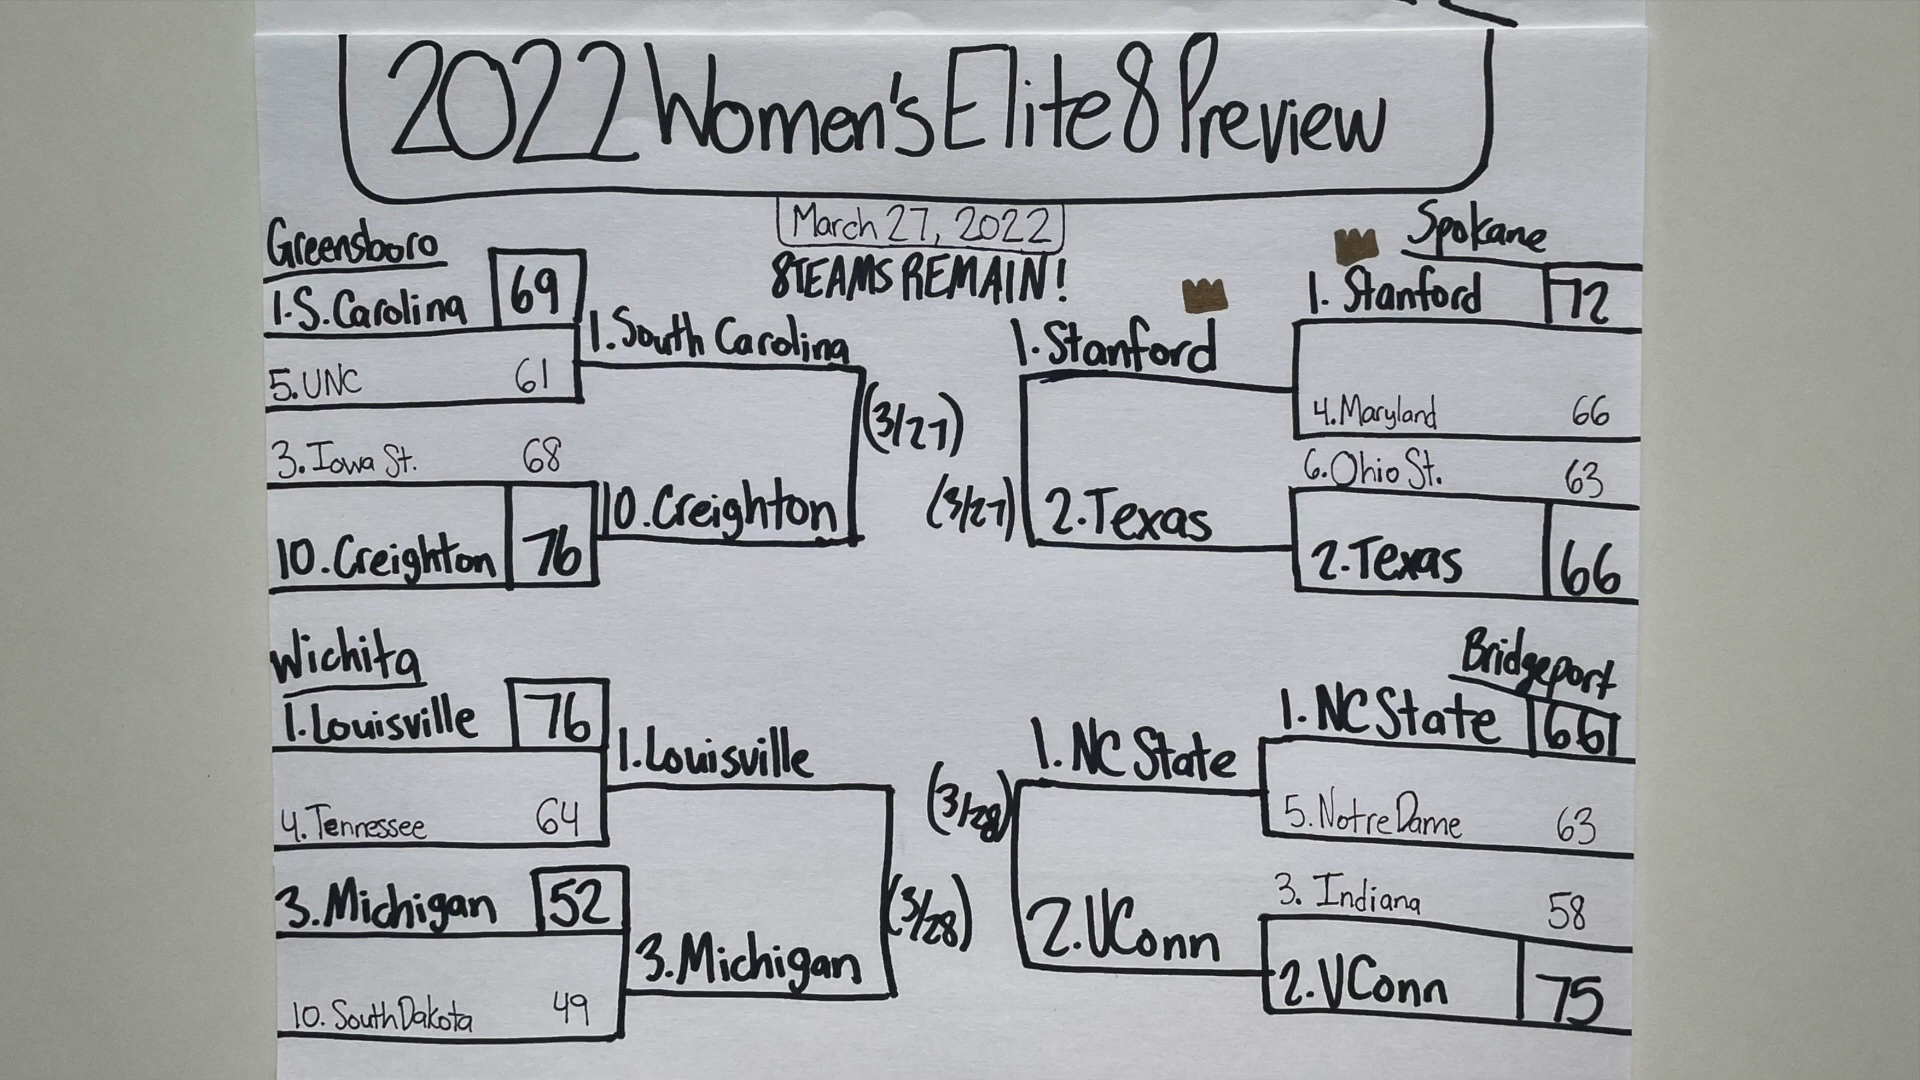 2022 Women's Elite 8 Preview
March 27, 2022
8 TEAMS REMAIN!
Greensboro
1. S. Carolina 69
5. UNC 61
3. Iowa St. 68
10. Creighton 76
1. South Carolina
10. Creighton
(3/27)
Wichita
1. Louisville 76
4. Tennessee 64
3. Michigan 52
10. South Dakota 49
1. Louisville
3. Michigan
(3/28)
Spokane
1. Stanford 72
4. Maryland 66
6. Ohio St. 63
2. Texas 66
1. Stanford
2. Texas
(3/27)
Bridgeport
1. NC State 66
5. Notre Dame 63
3. Indiana 58
2. UConn 75
1. NC State
2. UConn
(3/28)